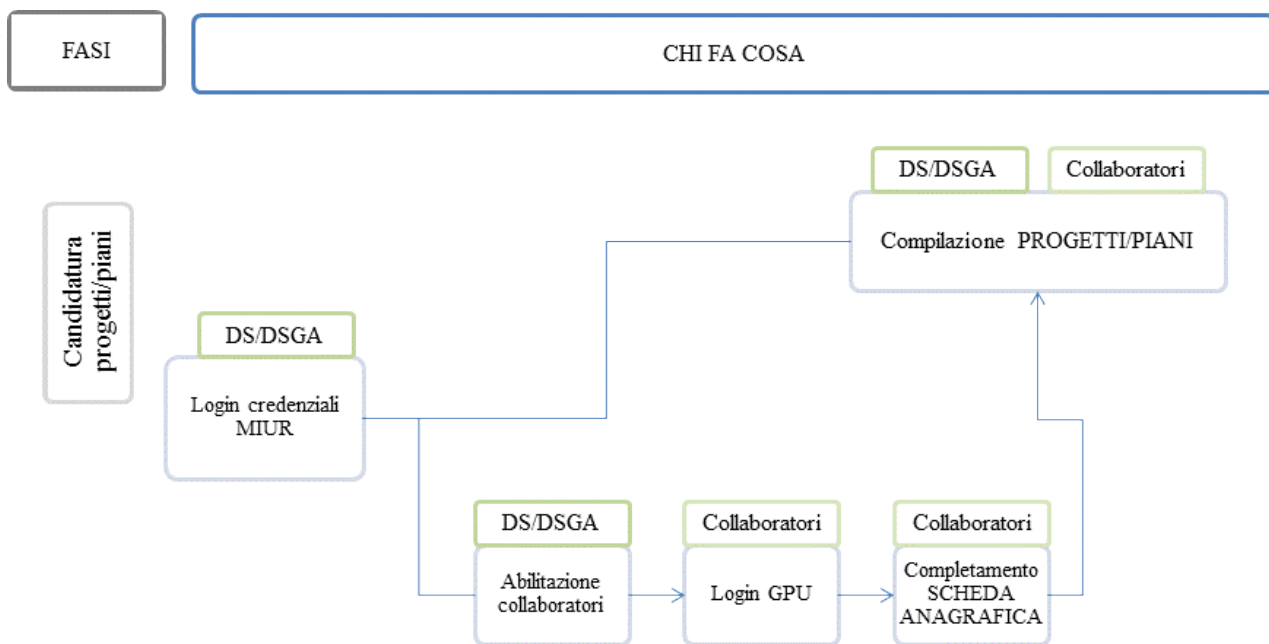 FASI
CHI FA COSA
DS/DSGA
Collaboratori
Compilazione PROGETTI/PIANI
Candidatura
progetti/piani
DS/DSGA
Login credenziali
MIUR
DS/DSGA
Collaboratori
Collaboratori
Abilitazione
collaboratori
Login GPU
Completamento
SCHEDA
ANAGRAFICA